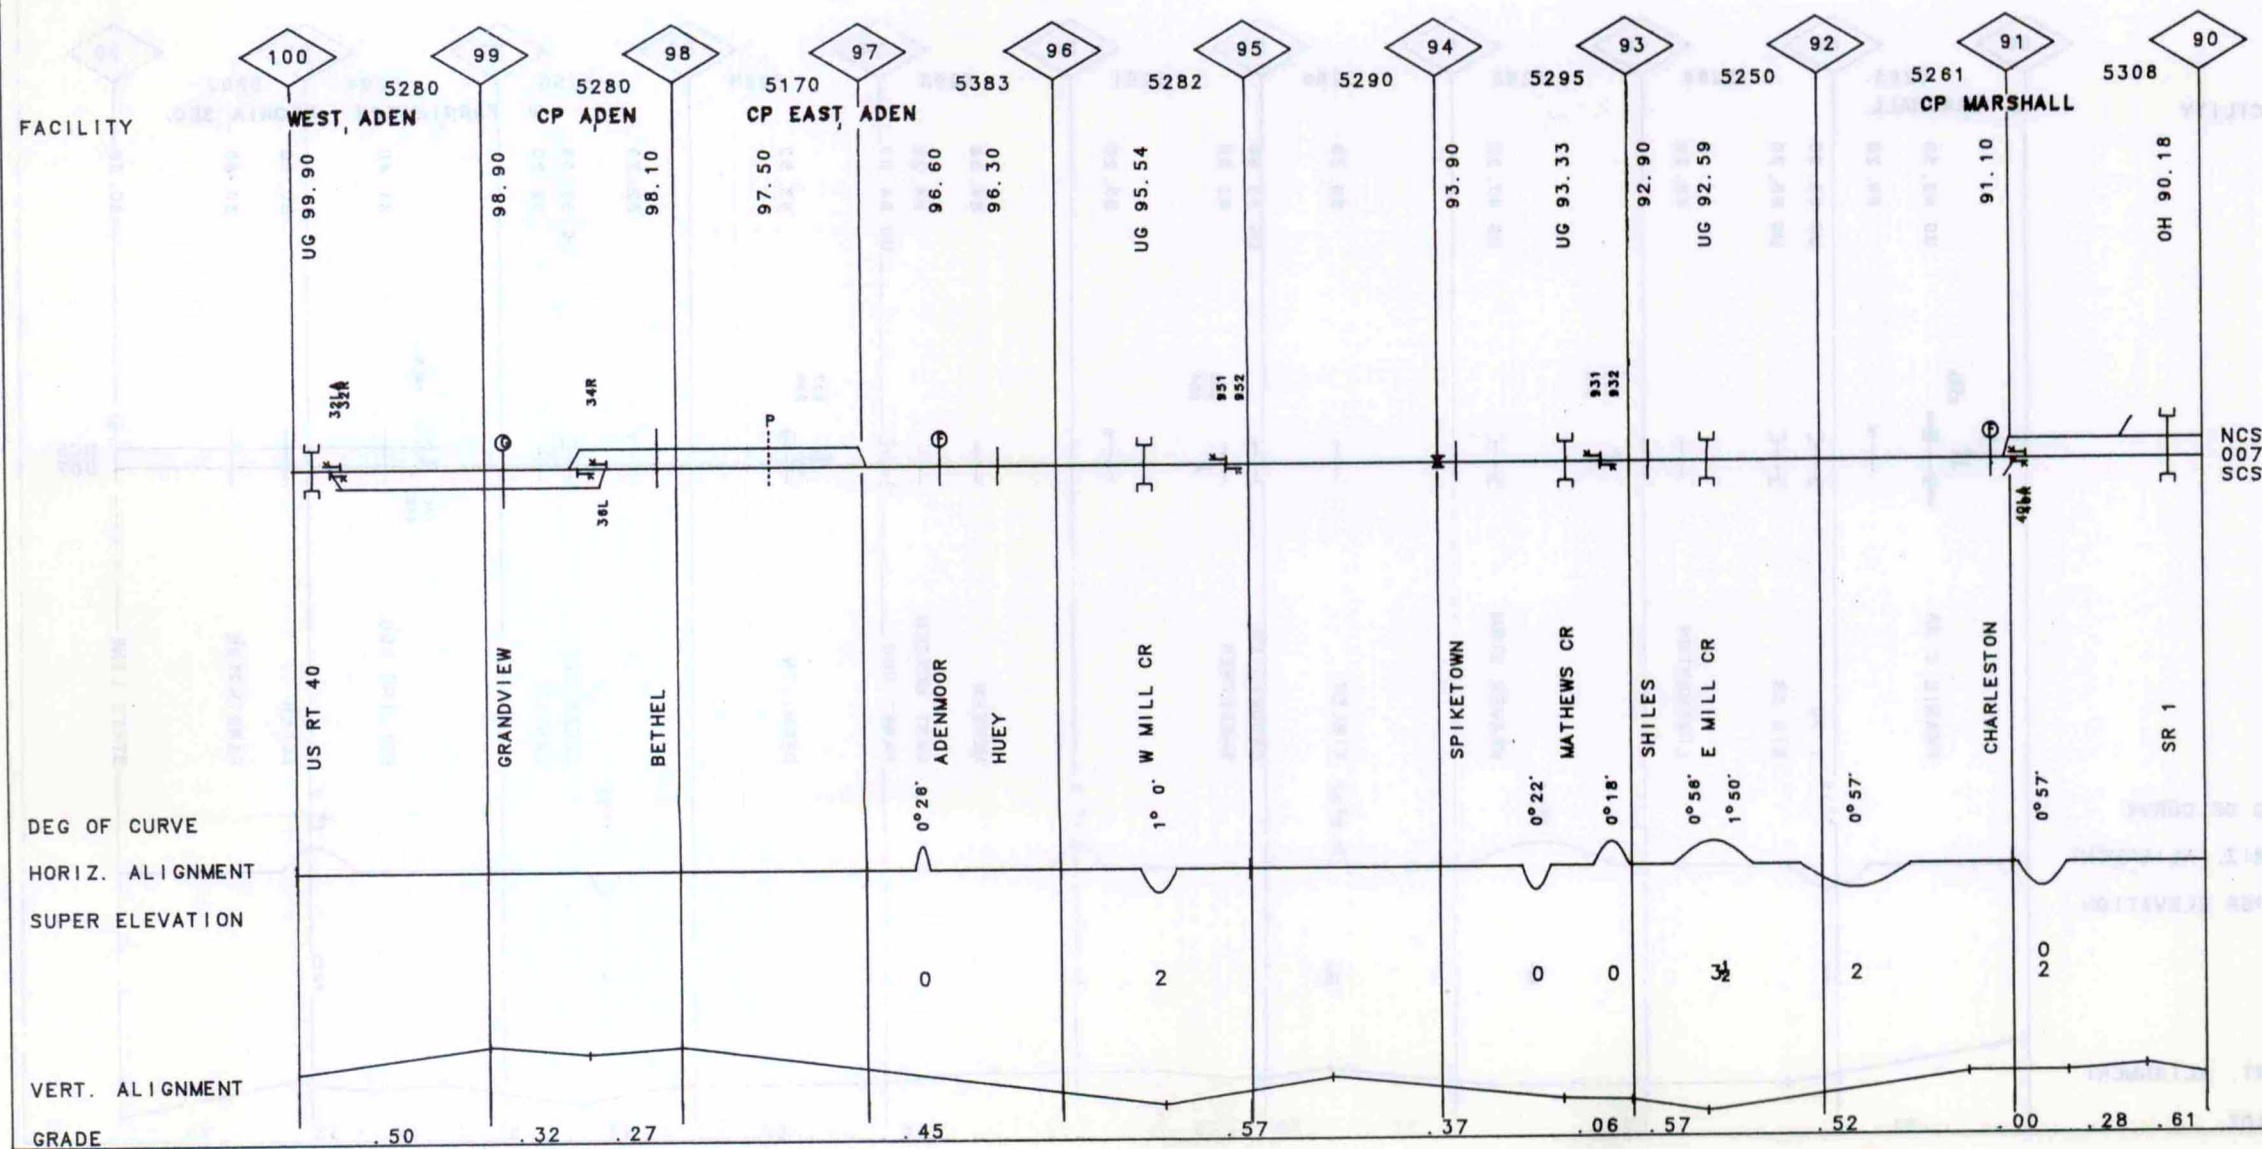 100 99 98 97 96 95 94 93 92 91 90
5280 5280 5170 5383 5282 5290 5295 5250 5261 5308
FACILITY WEST ADEN CP ADEN CP EAST ADEN CP MARSHALL
UG 99.90
98.90
98.10
97.50
96.60
96.30
UG 95.54
93.90
UG 93.33
92.90
UG 92.59
91.10
OH 90.18
32LA
32R
34R
36L
P
951
952
931
932
NCS
007
SCS
US RT 40
GRANDVIEW
BETHEL
ADENMOOR
HUEY
W MILL CR
SPIKETOWN
MATHEWS CR
SHILES
E MILL CR
CHARLESTON
SR 1
DEG OF CURVE 0°26' 1° 0' 0°22' 0°18' 0°56' 1°50' 0°57' 0°57'
HORIZ. ALIGNMENT
SUPER ELEVATION
0 2 0 0 3½ 2 0 2
VERT. ALIGNMENT
GRADE .50 .32 .27 .45 .57 .37 .06 .57 .52 .00 .28 .61